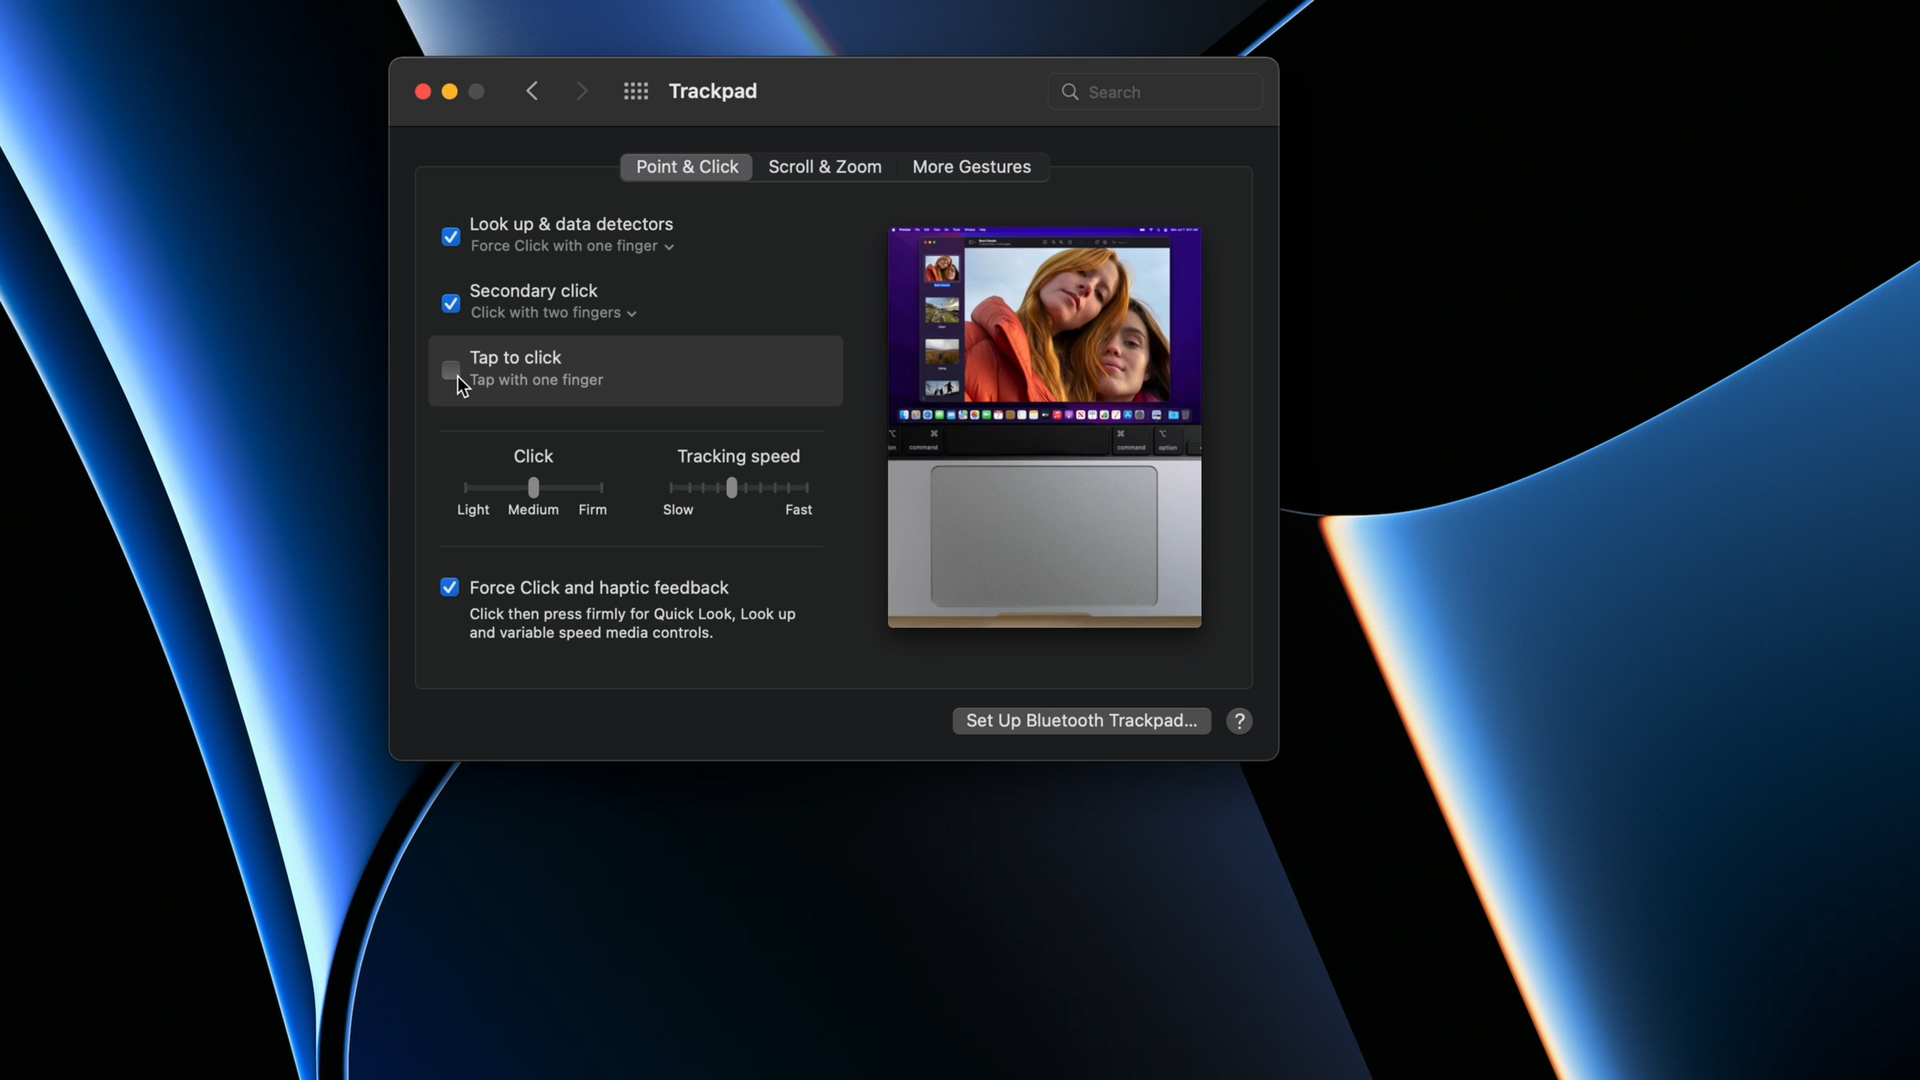 Trackpad
Search
Point & Click
Scroll & Zoom
More Gestures
Look up & data detectors
Force Click with one finger
Secondary click
Click with two fingers
Tap to click
Tap with one finger
Click
Tracking speed
Light
Medium
Firm
Slow
Fast
Force Click and haptic feedback
Click then press firmly for Quick Look, Look up
and variable speed media controls.
⌥
⌘
⌘
⌥
command
command
option
Set Up Bluetooth Trackpad...
?